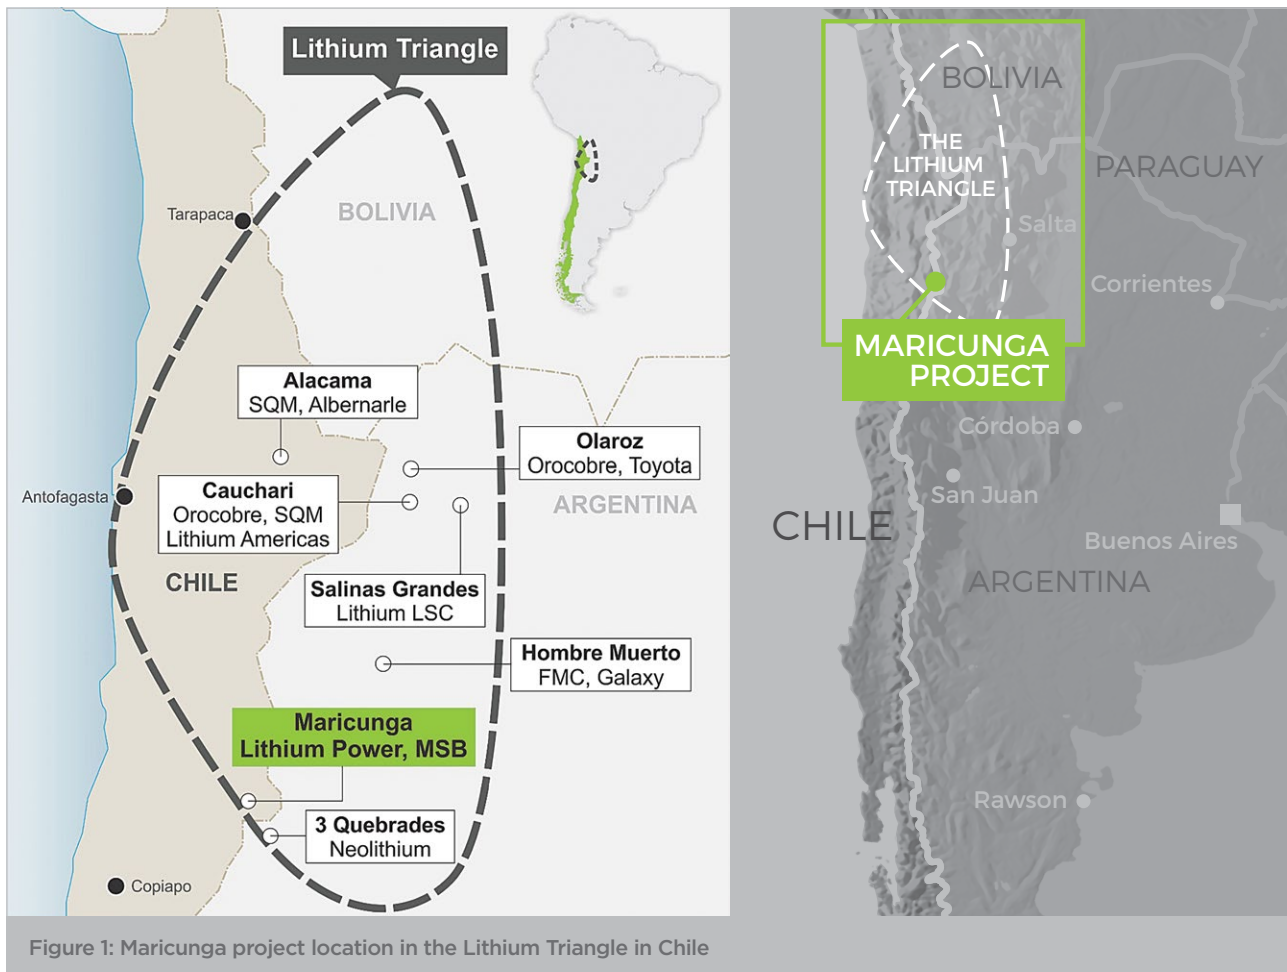 Lithium Triangle
Tarapaca
BOLIVIA
Alacama
SQM, Albernarle
Olaroz
Orocobre, Toyota
Antofagasta
Cauchari
Orocobre, SQM
Lithium Americas
ARGENTINA
CHILE
Salinas Grandes
Lithium LSC
Hombre Muerto
FMC, Galaxy
Maricunga
Lithium Power, MSB
3 Quebrades
Neolithium
Copiapo
BOLIVIA
THE
LITHIUM
TRIANGLE
PARAGUAY
Salta
Corrientes
MARICUNGA
PROJECT
Córdoba
San Juan
CHILE
Buenos Aires
ARGENTINA
Rawson
Figure 1: Maricunga project location in the Lithium Triangle in Chile